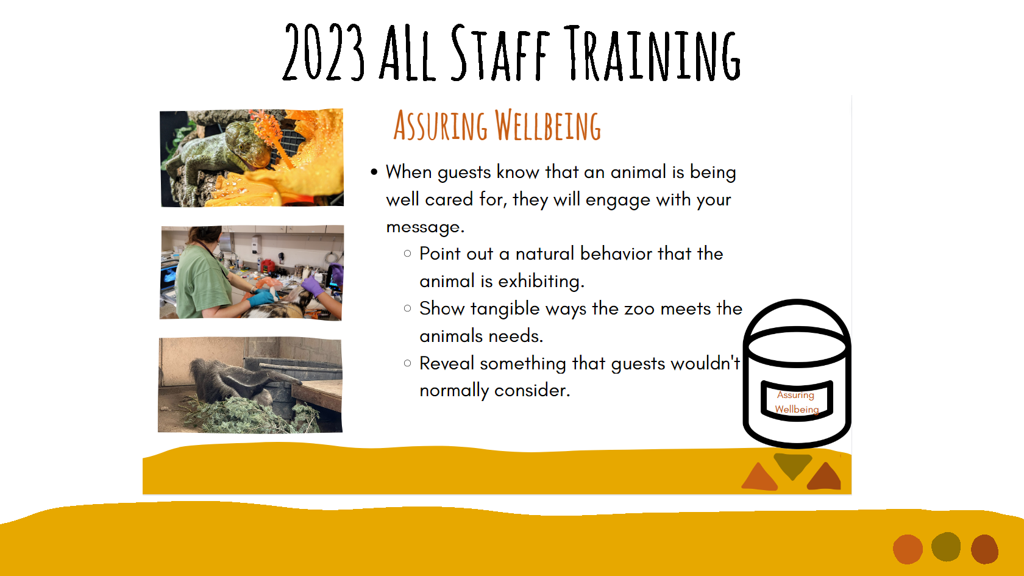 2023 All Staff Training
Assuring Wellbeing
• When guests know that an animal is being
well cared for, they will engage with your
message.
○ Point out a natural behavior that the
animal is exhibiting.
○ Show tangible ways the zoo meets the
animals needs.
○ Reveal something that guests wouldn't
normally consider.
Assuring
Wellbeing